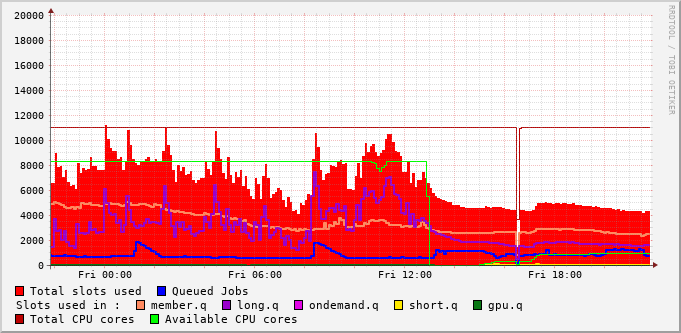 20000
18000
16000
14000
12000
10000
8000
6000
4000
2000
0
Fri 00:00 Fri 06:00 Fri 12:00 Fri 18:00
RRDTOOL / TOBI OETIKER
Total slots used Queued Jobs
Slots used in : member.q long.q ondemand.q short.q gpu.q
Total CPU cores Available CPU cores